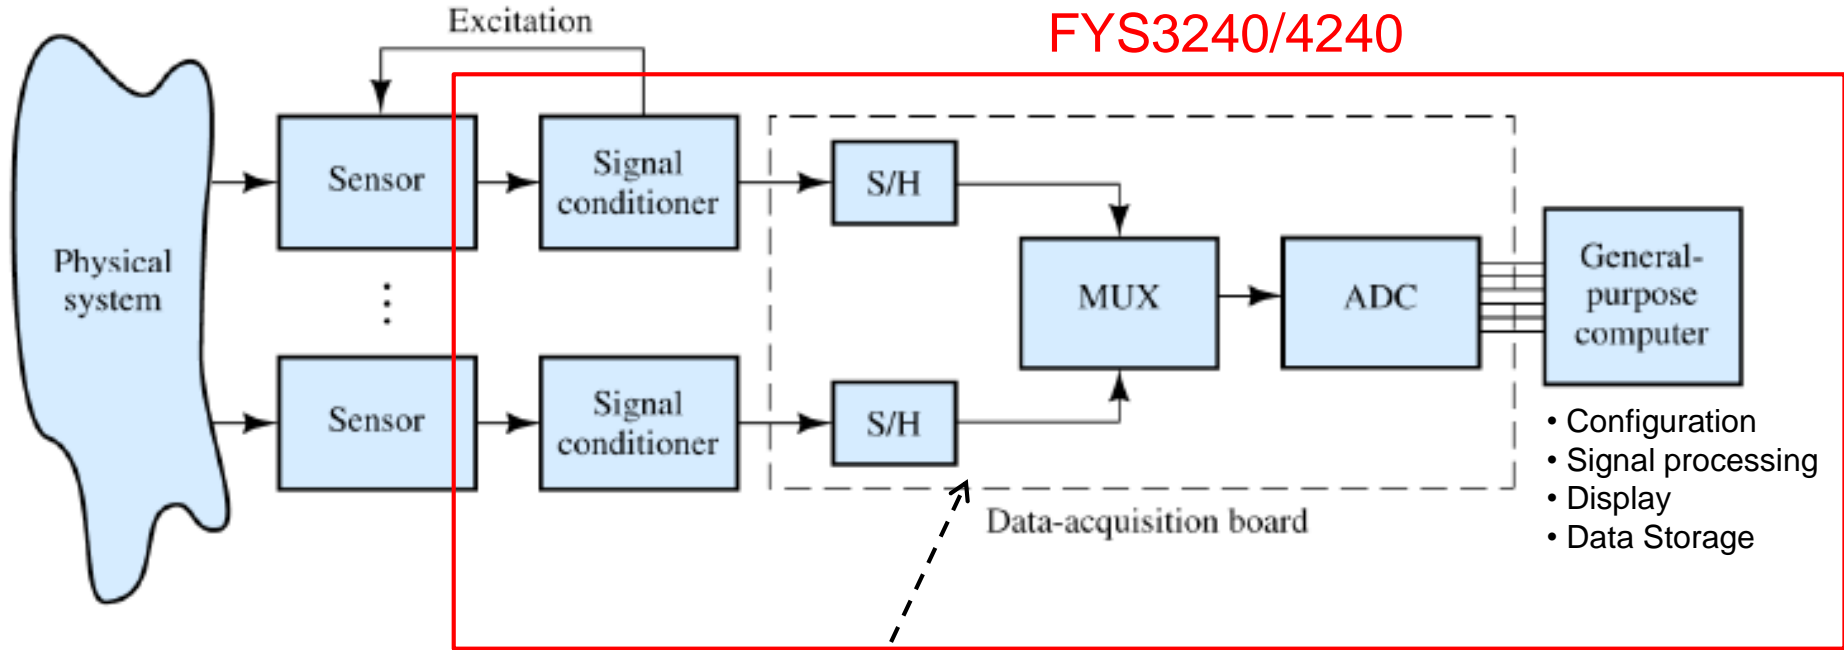 Excitation
FYS3240/4240
Physical
system
Sensor
Signal
conditioner
S/H
MUX
ADC
General-
purpose
computer
Sensor
Signal
conditioner
S/H
Data-acquisition board
• Configuration
• Signal processing
• Display
• Data Storage